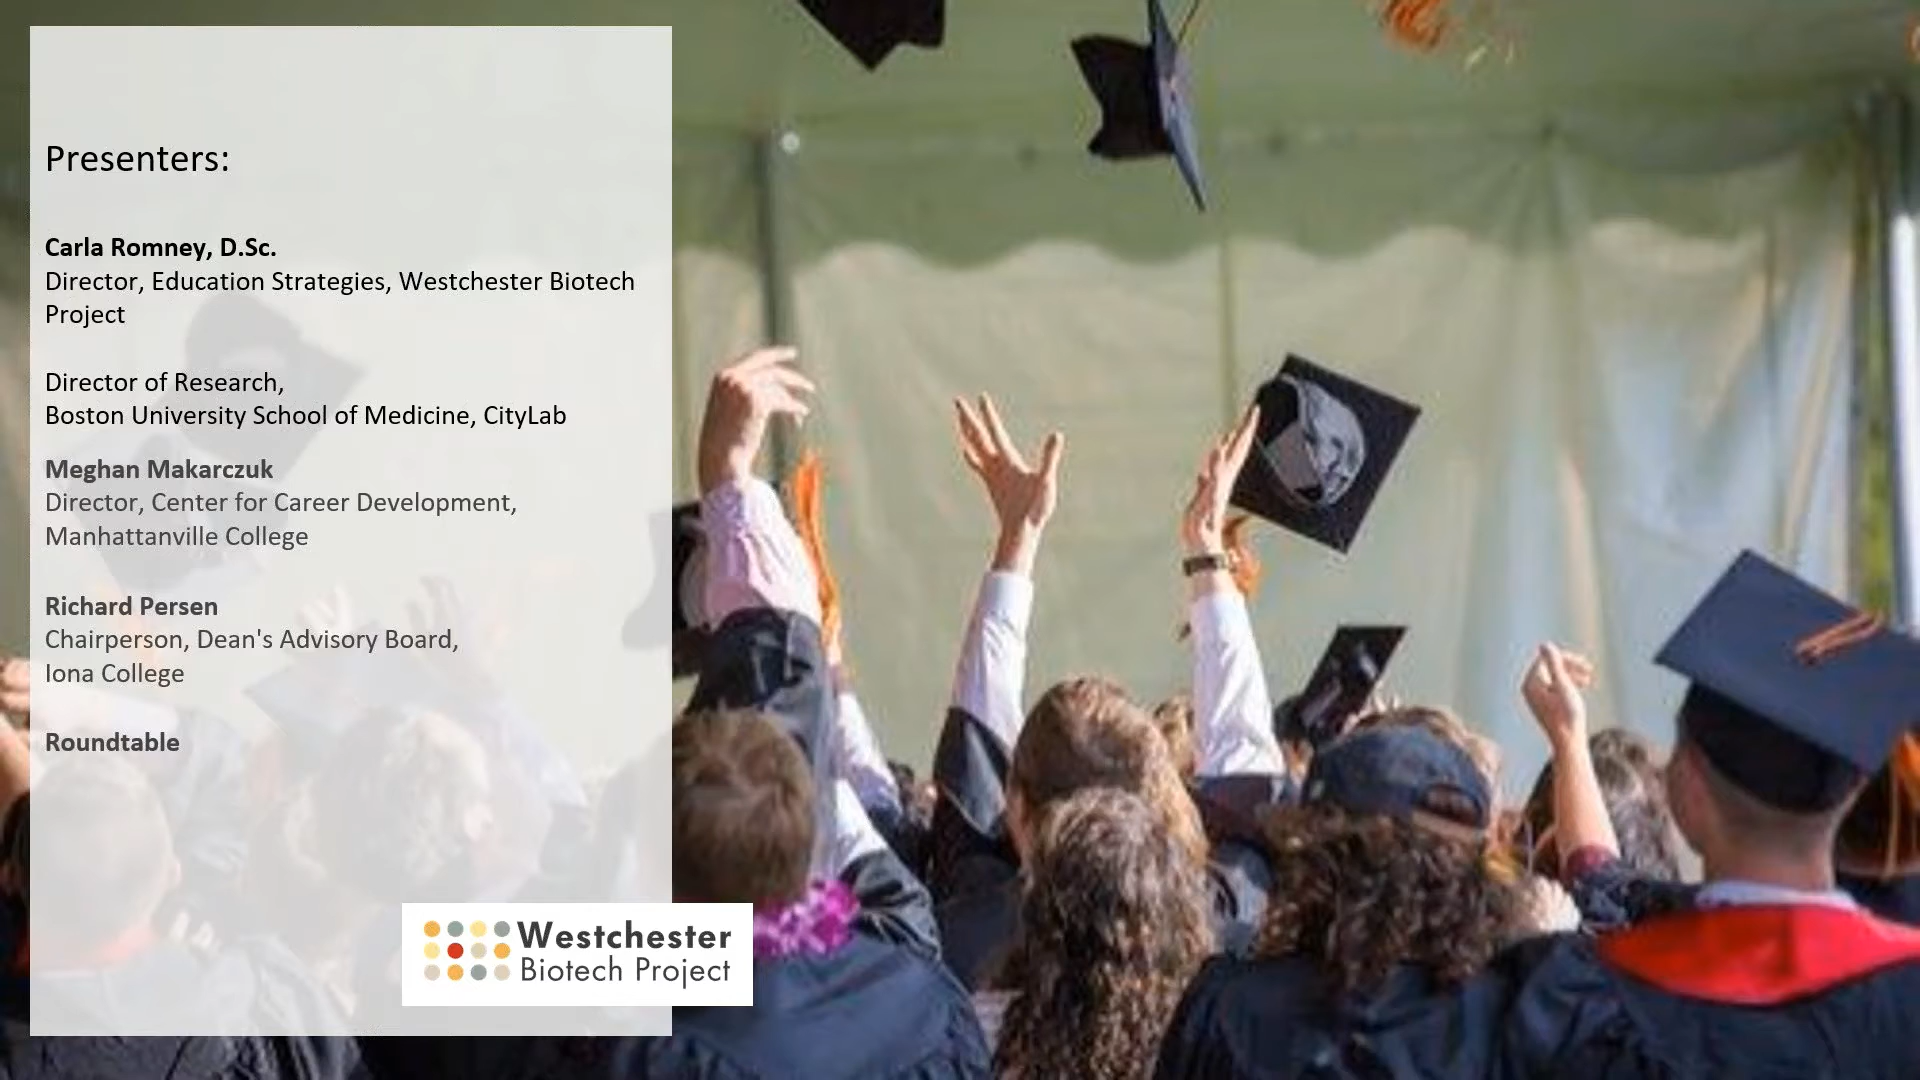 Presenters:
Carla Romney, D.Sc.
Director, Education Strategies, Westchester Biotech
Project
Director of Research,
Boston University School of Medicine, CityLab
Meghan Makarczuk
Director, Center for Career Development,
Manhattanville College
Richard Persen
Chairperson, Dean's Advisory Board,
Iona College
Roundtable
Westchester
Biotech Project